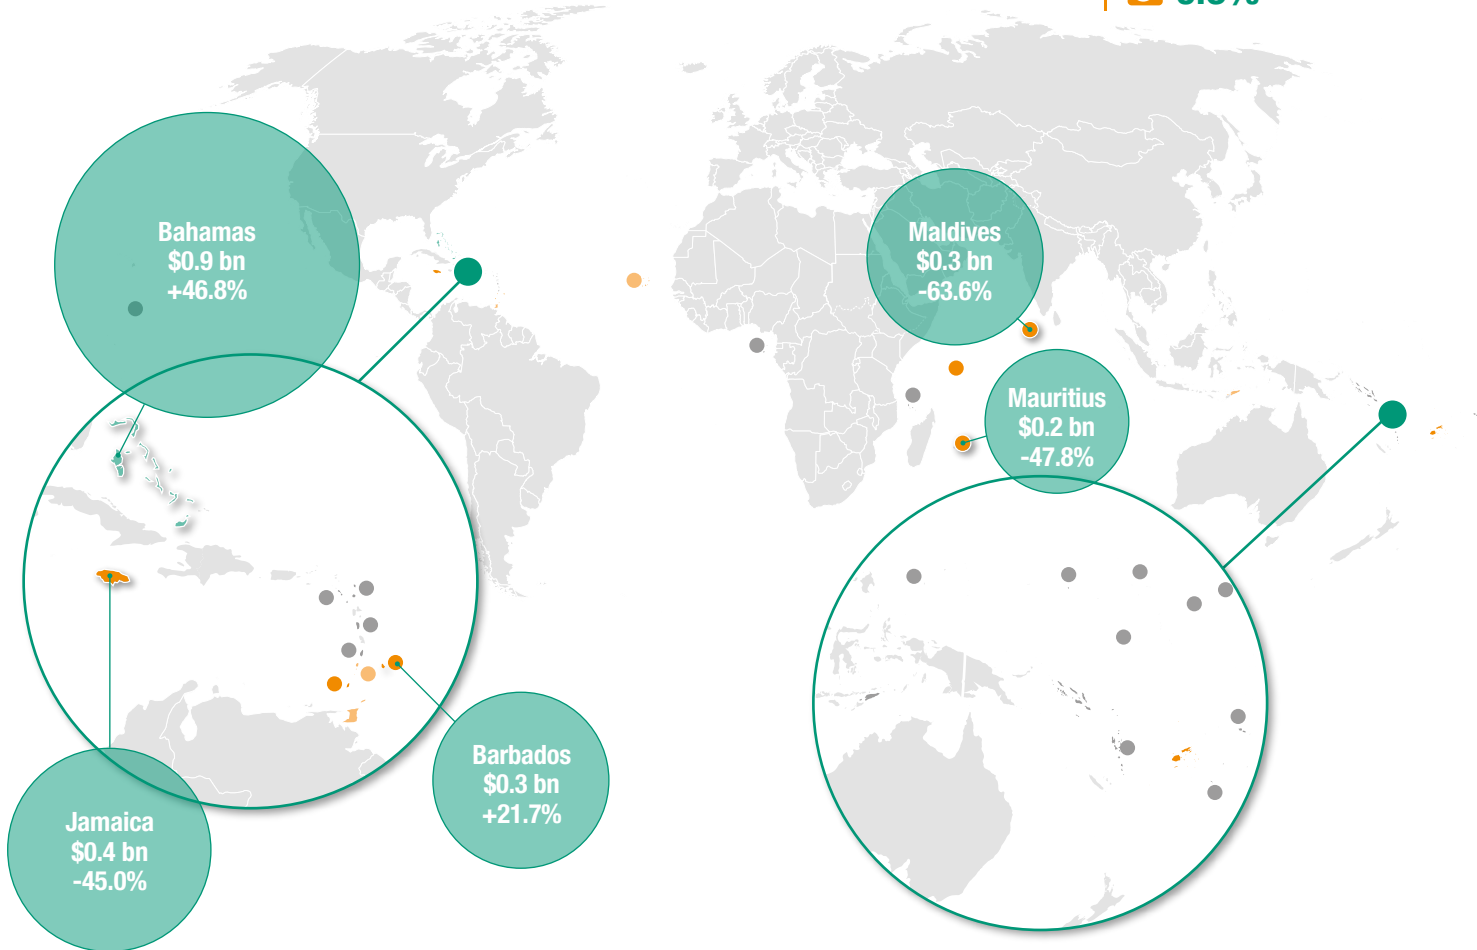 Bahamas
$0.9 bn
+46.8%
Maldives
$0.3 bn
-63.6%
Mauritius
$0.2 bn
-47.8%
Barbados
$0.3 bn
+21.7%
Jamaica
$0.4 bn
-45.0%